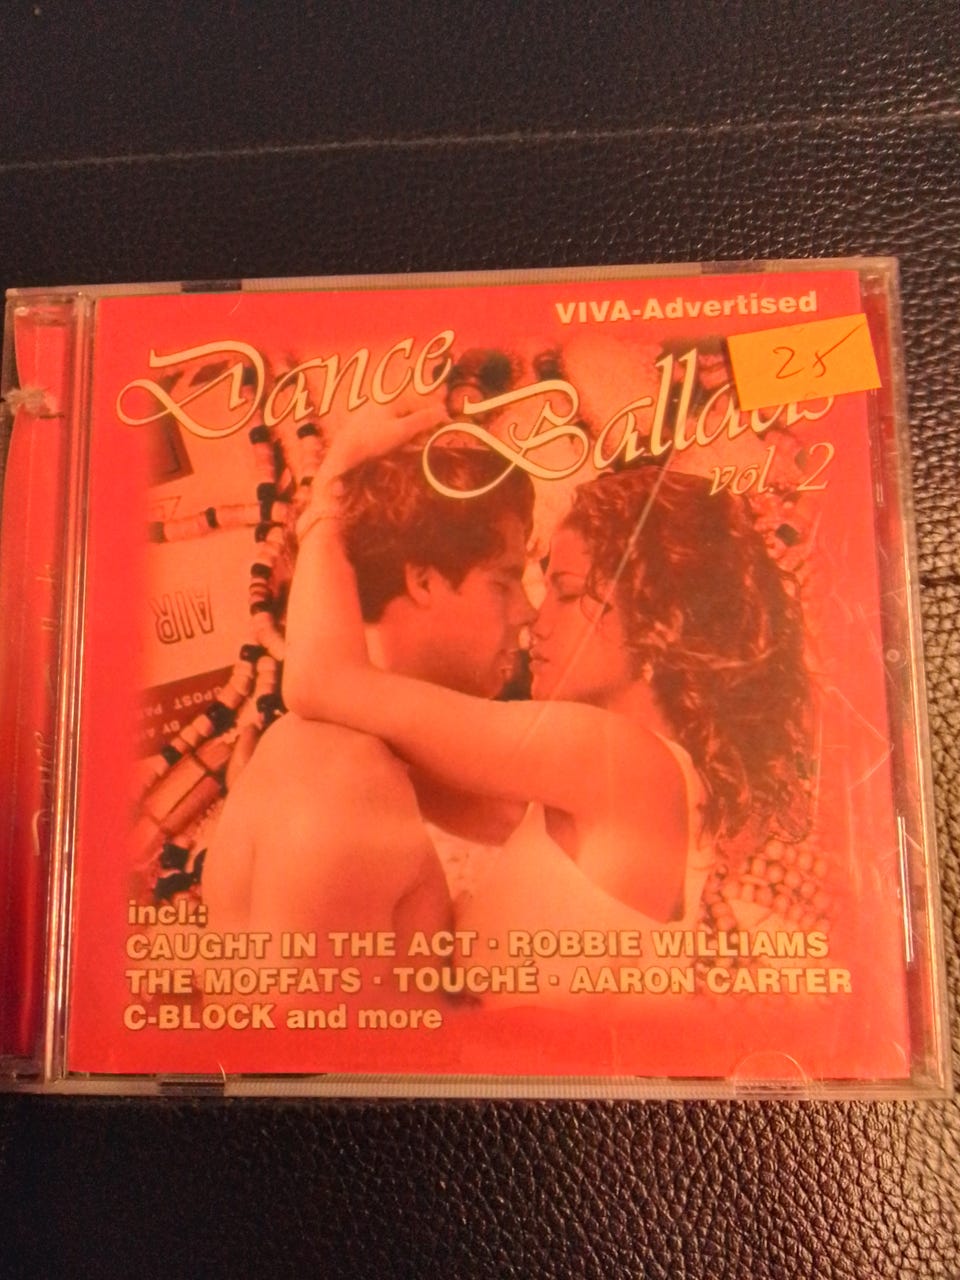 VIVA-Advertised
25
Dance
Ballads
vol. 2
AIR
incl.:
CAUGHT IN THE ACT · ROBBIE WILLIAMS
THE MOFFATS · TOUCHÉ · AARON CARTER
C-BLOCK and more